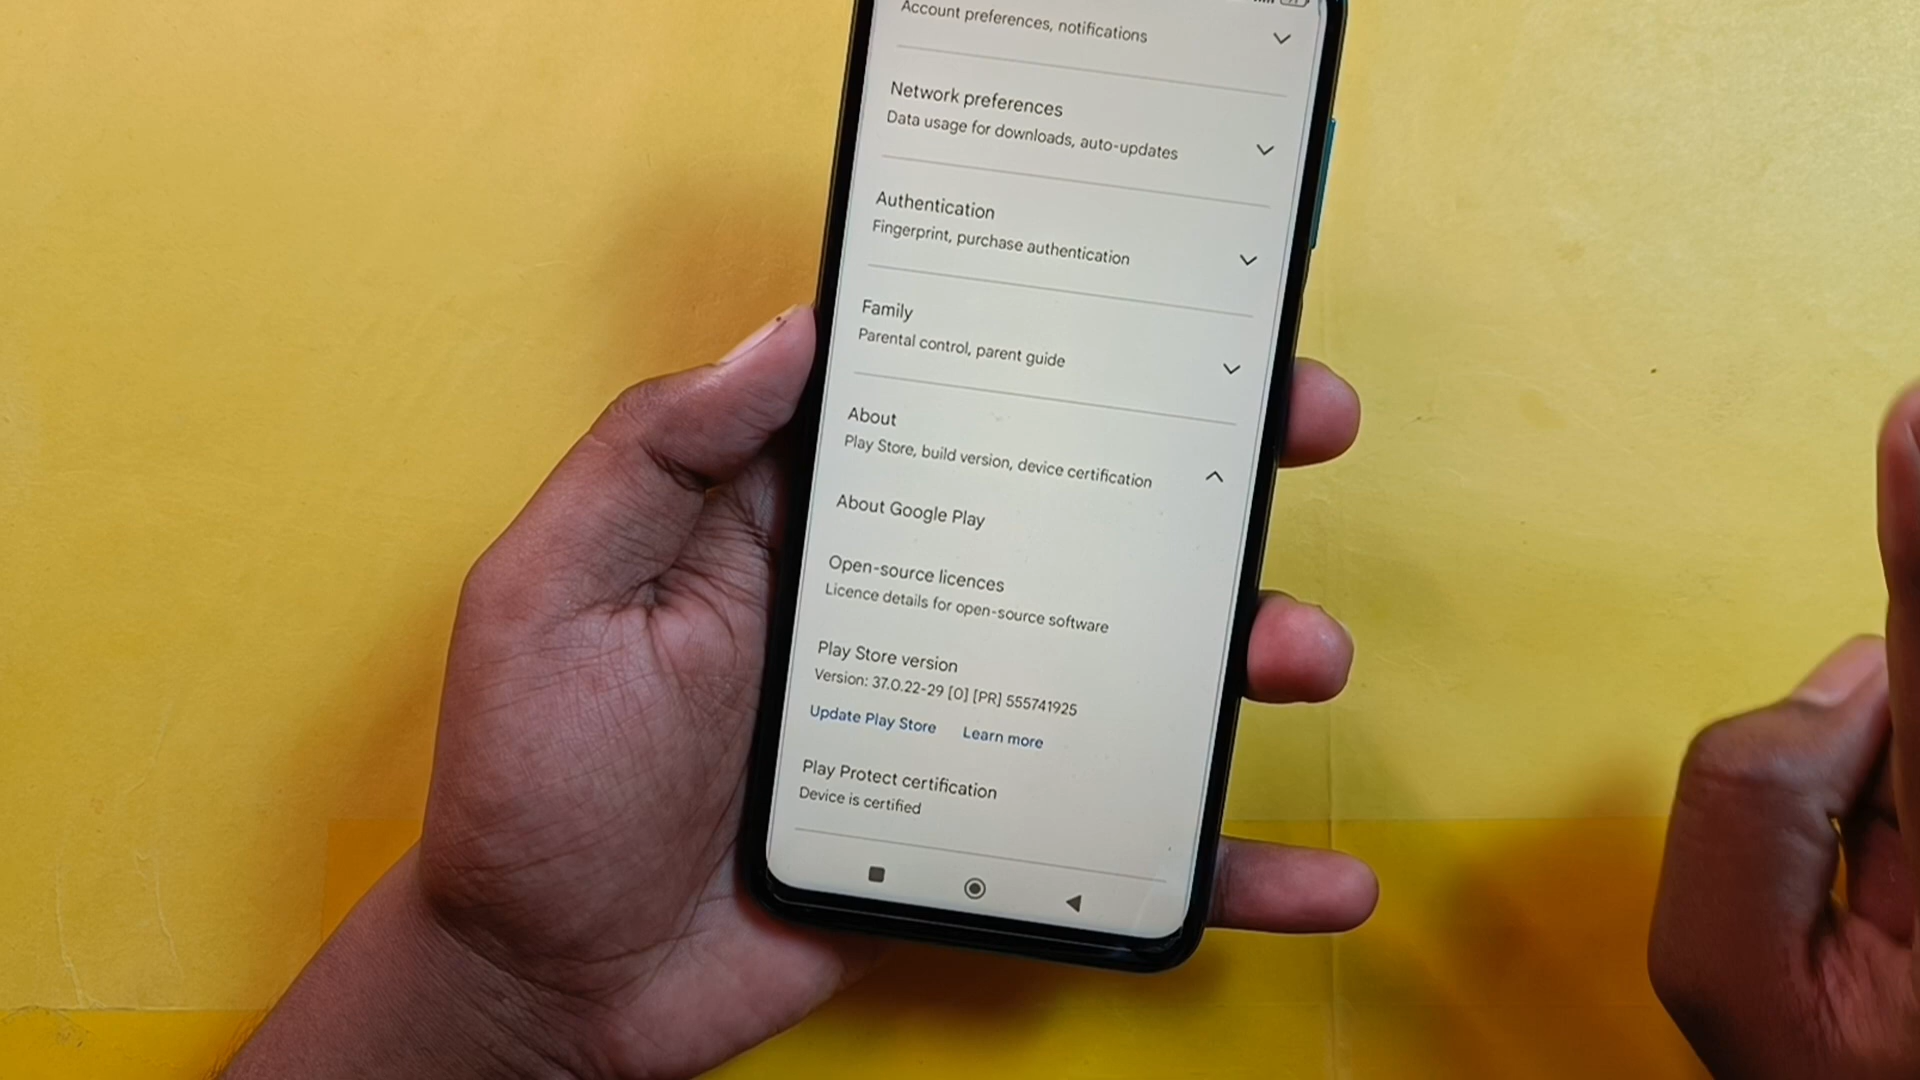 Account preferences, notifications
Network preferences
Data usage for downloads, auto-updates
Authentication
Fingerprint, purchase authentication
Family
Parental control, parent guide
About
Play Store, build version, device certification
About Google Play
Open-source licences
Licence details for open-source software
Play Store version
Version: 37.0.22-29 [0] [PR] 555741925
Update Play Store Learn more
Play Protect certification
Device is certified